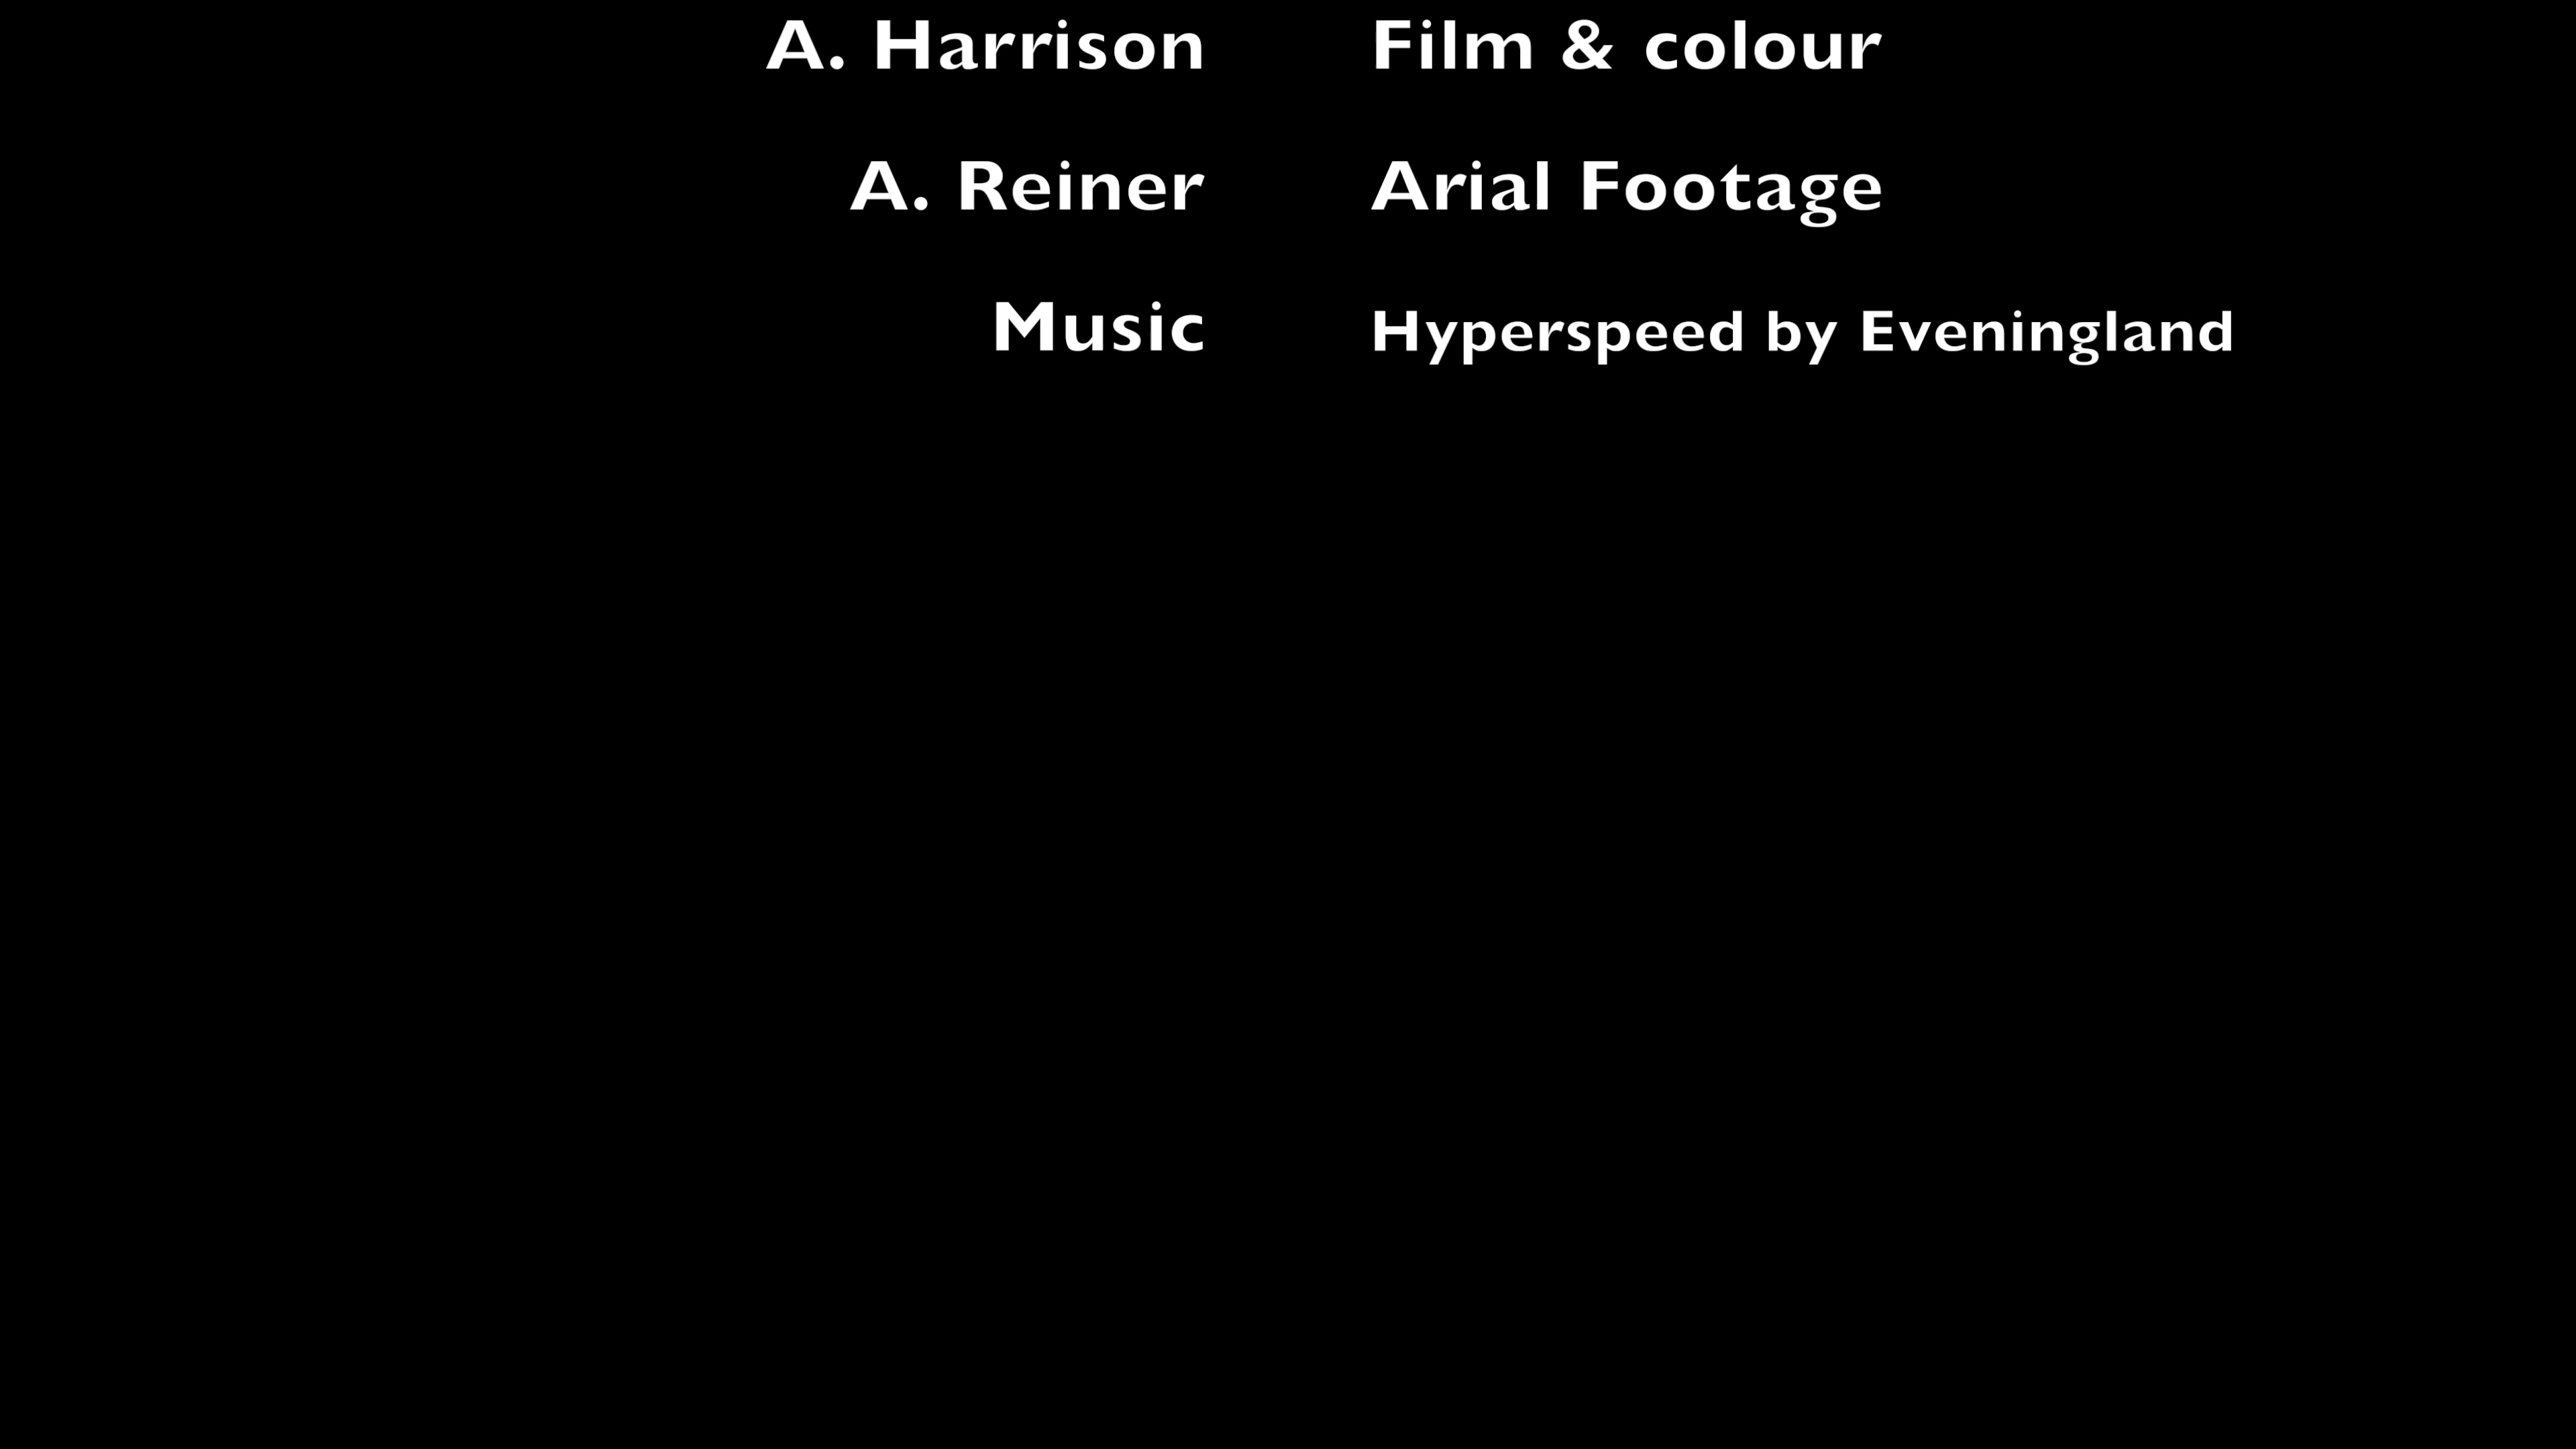 A. Harrison Film & colour
A. Reiner Arial Footage
Music Hyperspeed by Eveningland